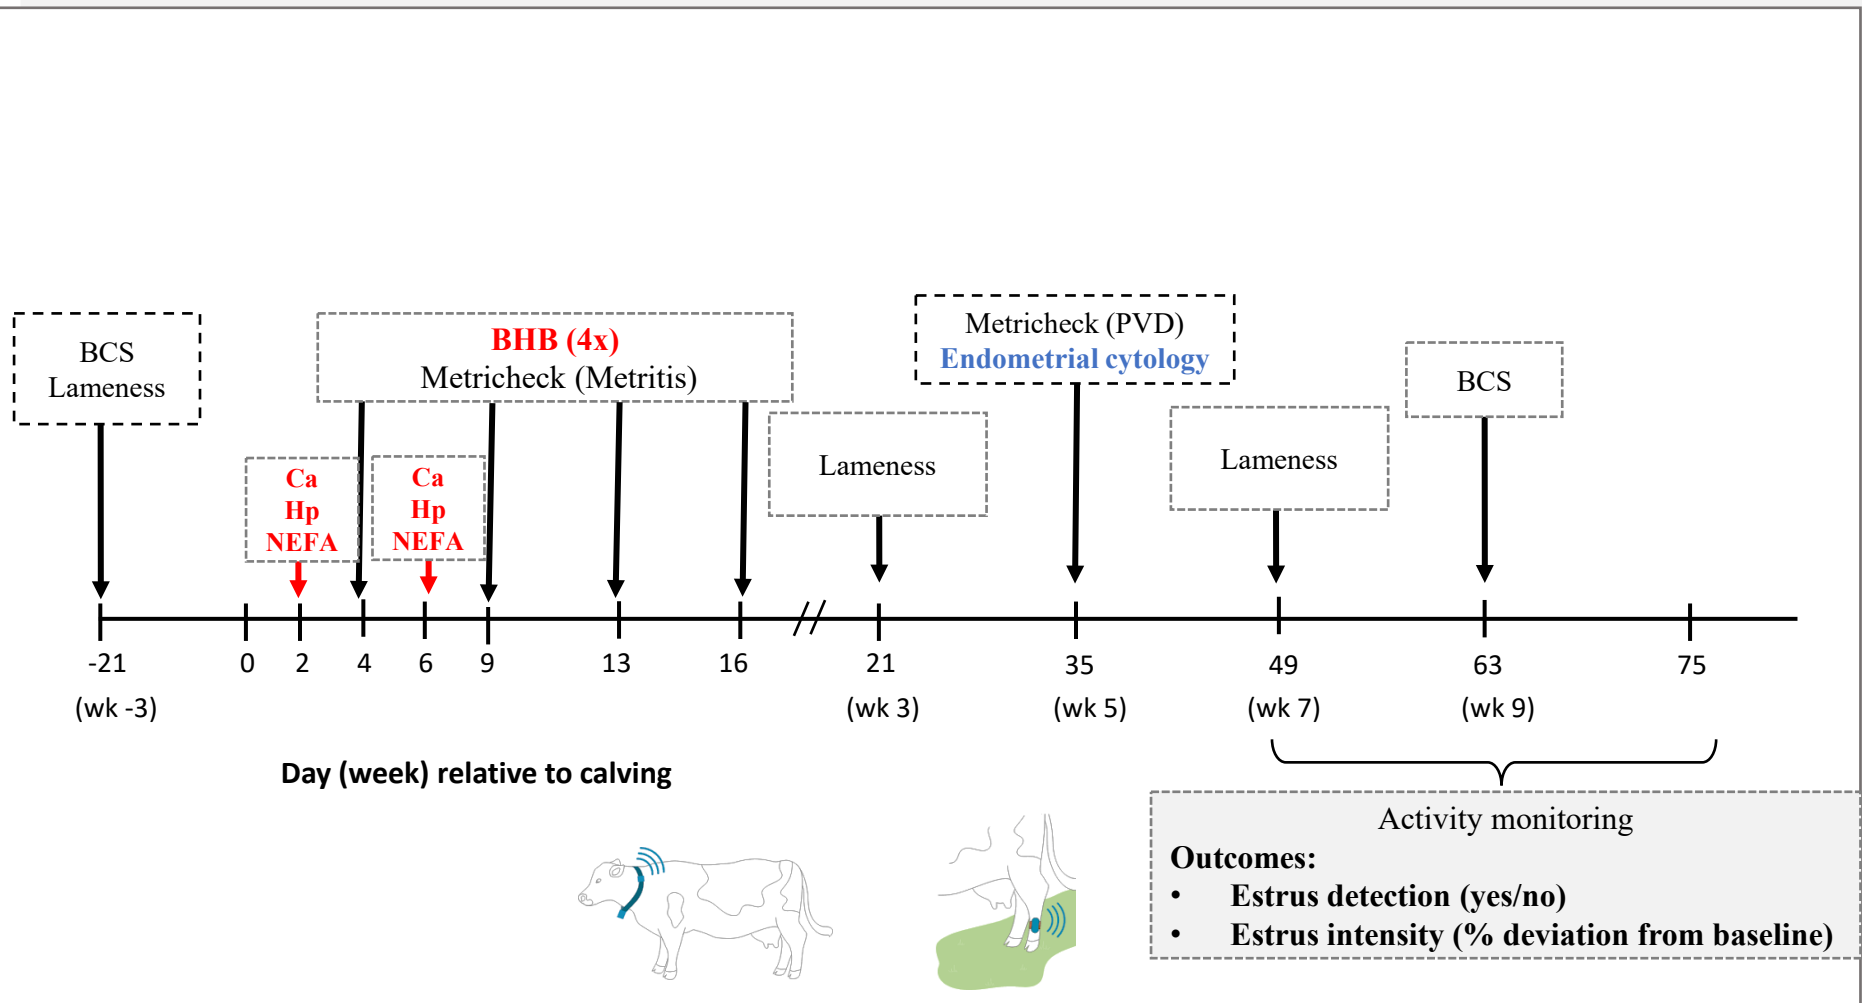 BCS
Lameness
BHB (4x)
Metricheck (Metritis)
Ca
Hp
NEFA
Ca
Hp
NEFA
Lameness
Metricheck (PVD)
Endometrial cytology
Lameness
BCS
-21 0 2 4 6 9 13 16 21 35 49 63 75
(wk -3) (wk 3) (wk 5) (wk 7) (wk 9)
Day (week) relative to calving
Activity monitoring
Outcomes:
• Estrus detection (yes/no)
• Estrus intensity (% deviation from baseline)